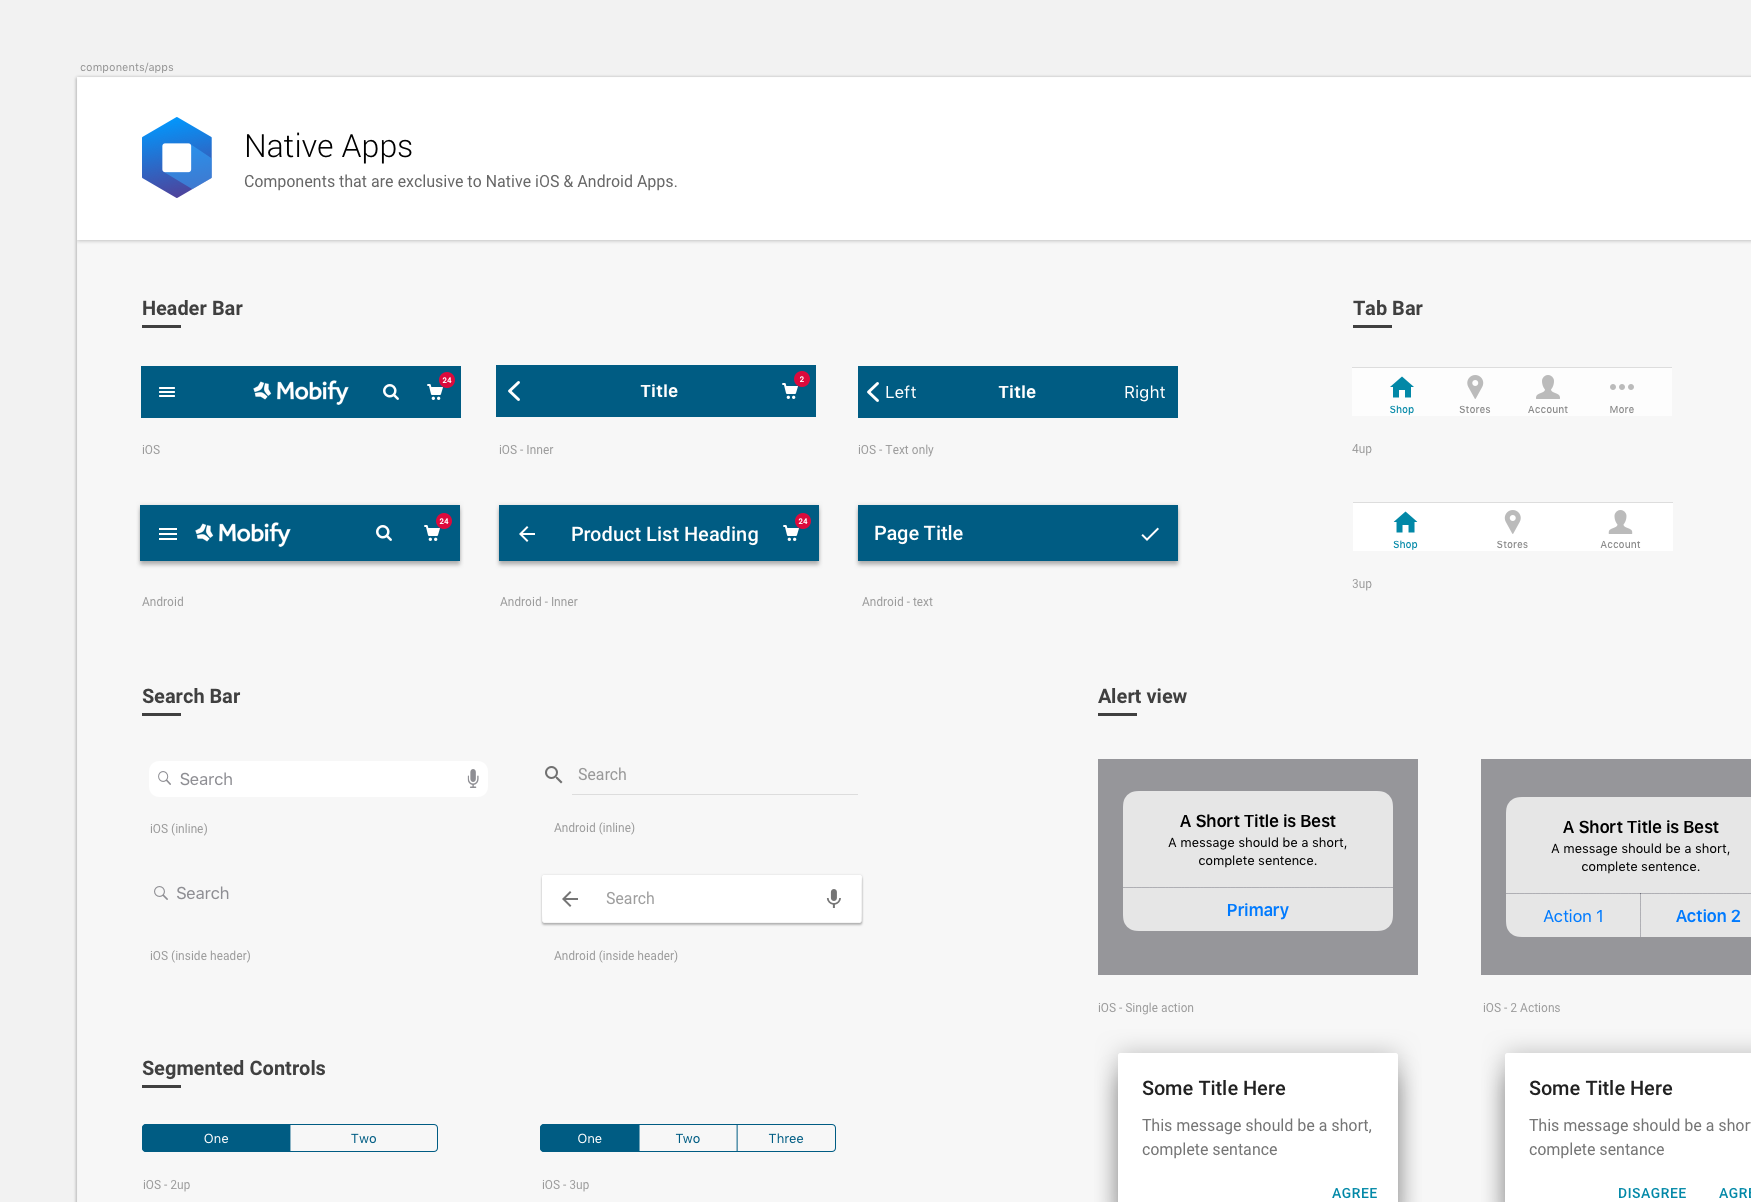 components/apps
Native Apps
Components that are exclusive to Native iOS & Android Apps.
Header Bar
Tab Bar
Mobify
24
Title
2
Left
Title
Right
Shop
Stores
Account
More
iOS
iOS - Inner
iOS - Text only
4up
Mobify
24
Product List Heading
24
Page Title
Shop
Stores
Account
Android
Android - Inner
Android - text
3up
Search Bar
Alert view
Search
Search
iOS (inline)
Android (inline)
Search
Search
iOS (inside header)
Android (inside header)
A Short Title is Best
A message should be a short,
complete sentence.
Primary
A Short Title is Best
A message should be a short,
complete sentence.
Action 1
Action 2
iOS - Single action
iOS - 2 Actions
Segmented Controls
One
Two
One
Two
Three
iOS - 2up
iOS - 3up
Some Title Here
This message should be a short,
complete sentance
AGREE
Some Title Here
This message should be a shor
complete sentance
DISAGREE
AGRE